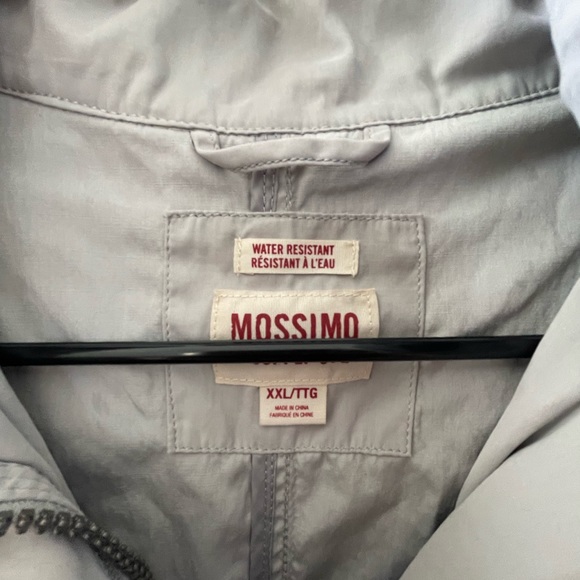 WATER RESISTANT
RÉSISTANT À L'EAU
MOSSIMO
XXL/TTG
MADE IN CHINA
FABRIQUÉ EN CHINE